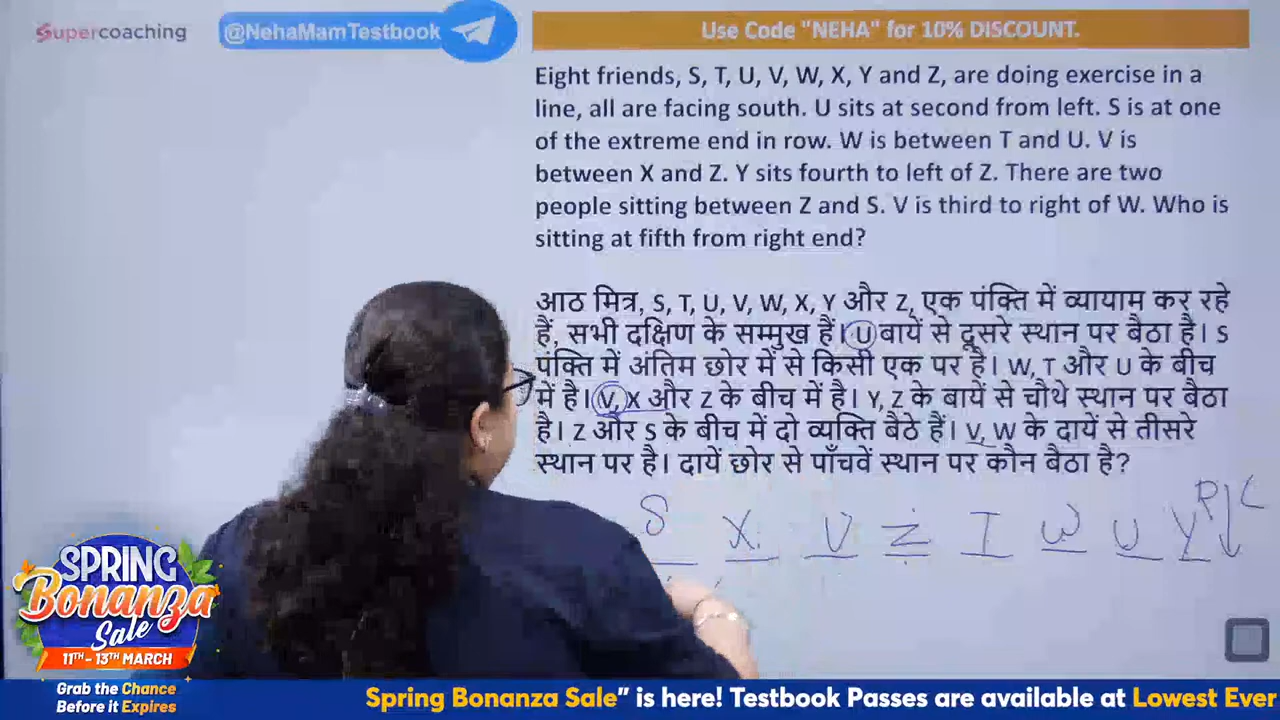 Supercoaching
@NehaMamTestbook
Use Code "NEHA" for 10% DISCOUNT.
Eight friends, S, T, U, V, W, X, Y and Z, are doing exercise in a
line, all are facing south. U sits at second from left. S is at one
of the extreme end in row. W is between T and U. V is
between X and Z. Y sits fourth to left of Z. There are two
people sitting between Z and S. V is third to right of W. Who is
sitting at fifth from right end?
आठ मित्र, S, T, U, V, W, X, Y और Z, एक पंक्ति में व्यायाम कर रहे
हैं, सभी दक्षिण के सम्मुख हैं। U बायें से दूसरे स्थान पर बैठा है। S
पंक्ति में अंतिम छोर में से किसी एक पर है। W, T और U के बीच
में है। V, X और Z के बीच में है। Y, Z के बायें से चौथे स्थान पर बैठा
है। Z और S के बीच में दो व्यक्ति बैठे हैं। V, W के दायें से तीसरे
स्थान पर है। दायें छोर से पाँचवें स्थान पर कौन बैठा है?
R L
S X V Z T W U Y
SPRING
Bonanza
Sale
11TH - 13TH MARCH
Grab the Chance
Before it Expires
Spring Bonanza Sale” is here! Testbook Passes are available at Lowest Ever